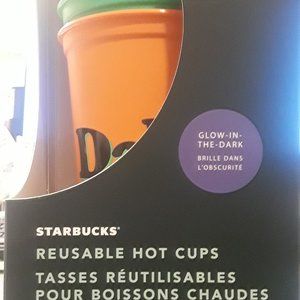 GLOW-IN-
THE-DARK
BRILLE DANS
L'OBSCURITÉ
STARBUCKS®
REUSABLE HOT CUPS
TASSES RÉUTILISABLES
POUR BOISSONS CHAUDES